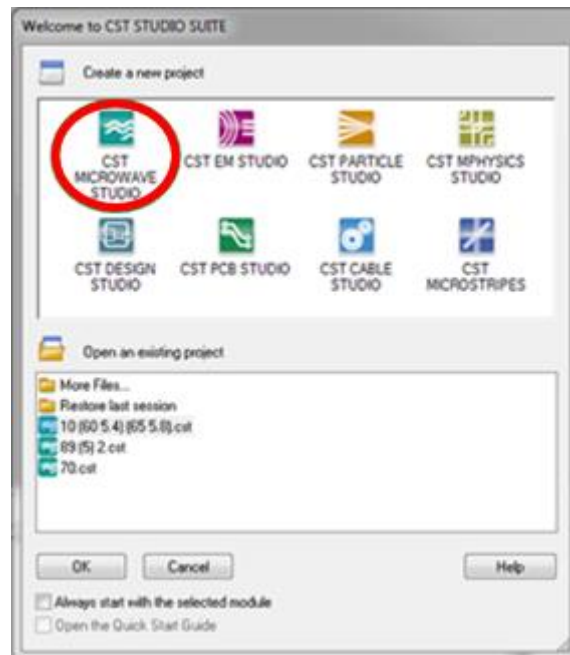 Welcome to CST STUDIO SUITE
Create a new project
CST MICROWAVE STUDIO
CST EM STUDIO
CST PARTICLE STUDIO
CST MPHYSICS STUDIO
CST DESIGN STUDIO
CST PCB STUDIO
CST CABLE STUDIO
CST MICROSTRIPES
Open an existing project
More Files...
Restore last session
10 (60 5.4) (65 5.8).cst
89 (5) 2.cst
70.cst
OK
Cancel
Help
Always start with the selected module
Open the Quick Start Guide